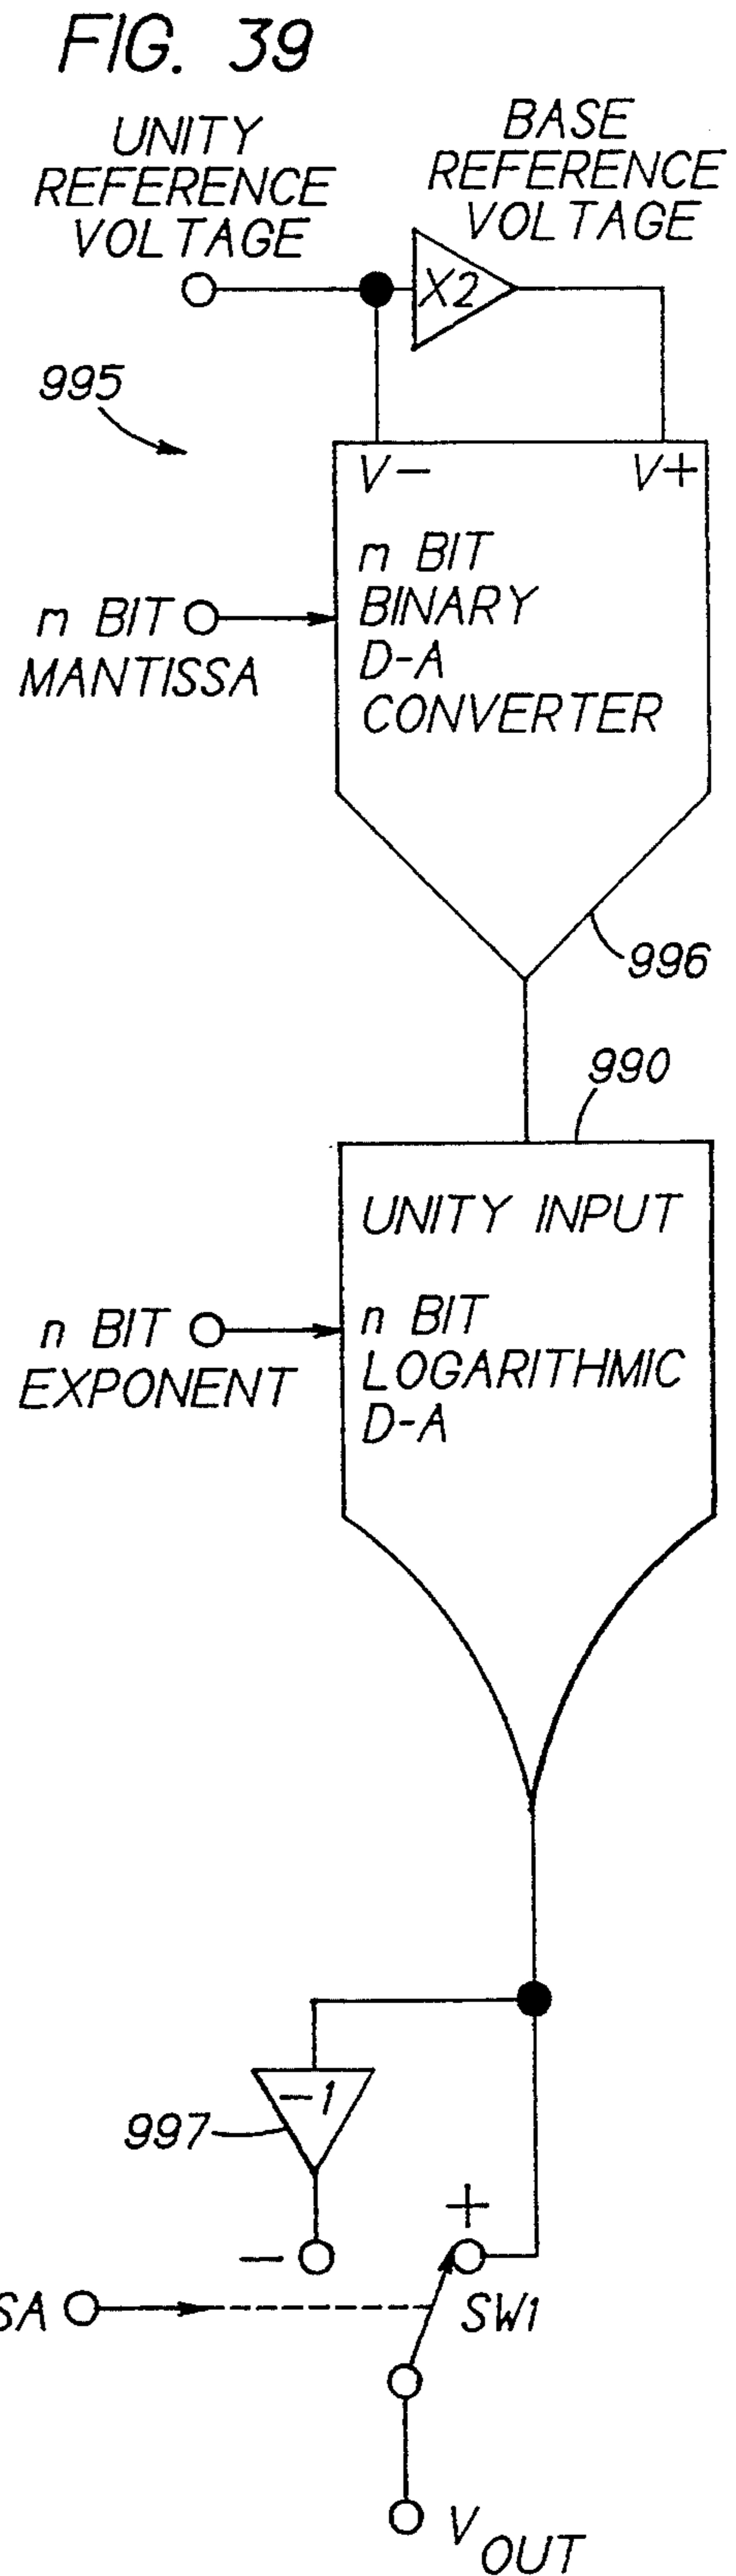 FIG. 39
UNITY
REFERENCE
VOLTAGE
BASE
REFERENCE
VOLTAGE
X2
995
V-
V+
m BIT
BINARY
D-A
CONVERTER
m BIT
MANTISSA
996
990
UNITY INPUT
n BIT
EXPONENT
n BIT
LOGARITHMIC
D-A
-1
997
+
-
SA
SW1
V OUT